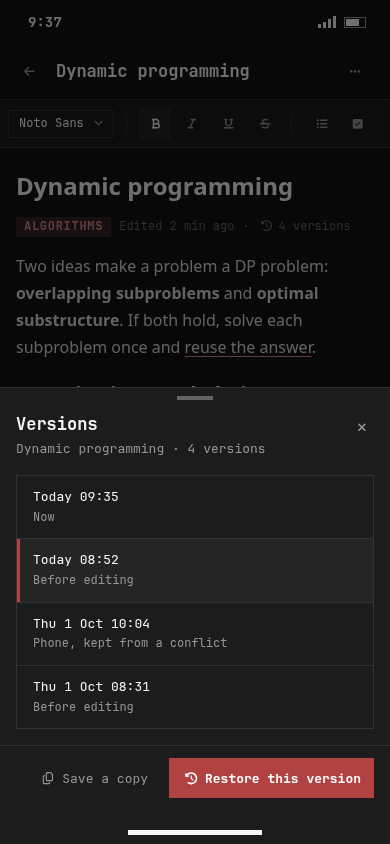 9:37
Dynamic programming
Noto Sans
B I U S
Dynamic programming
ALGORITHMS Edited 2 min ago · 4 versions
Two ideas make a problem a DP problem:
overlapping subproblems and optimal
substructure. If both hold, solve each
subproblem once and reuse the answer.
Versions
Dynamic programming · 4 versions
Today 09:35
Now
Today 08:52
Before editing
Thu 1 Oct 10:04
Phone, kept from a conflict
Thu 1 Oct 08:31
Before editing
Save a copy
Restore this version